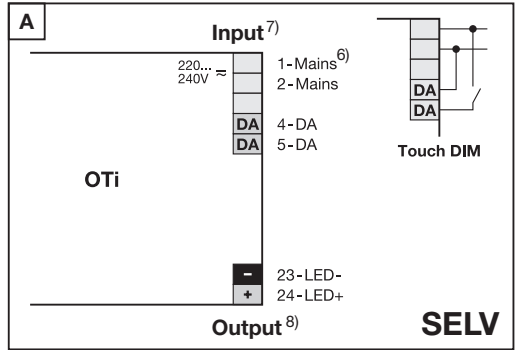 A
Input 7)
220...
240V ≂
1-Mains 6)
2-Mains
DA 4-DA
DA 5-DA
OTi
- 23-LED-
+ 24-LED+
Output 8)
DA
DA
Touch DIM
SELV